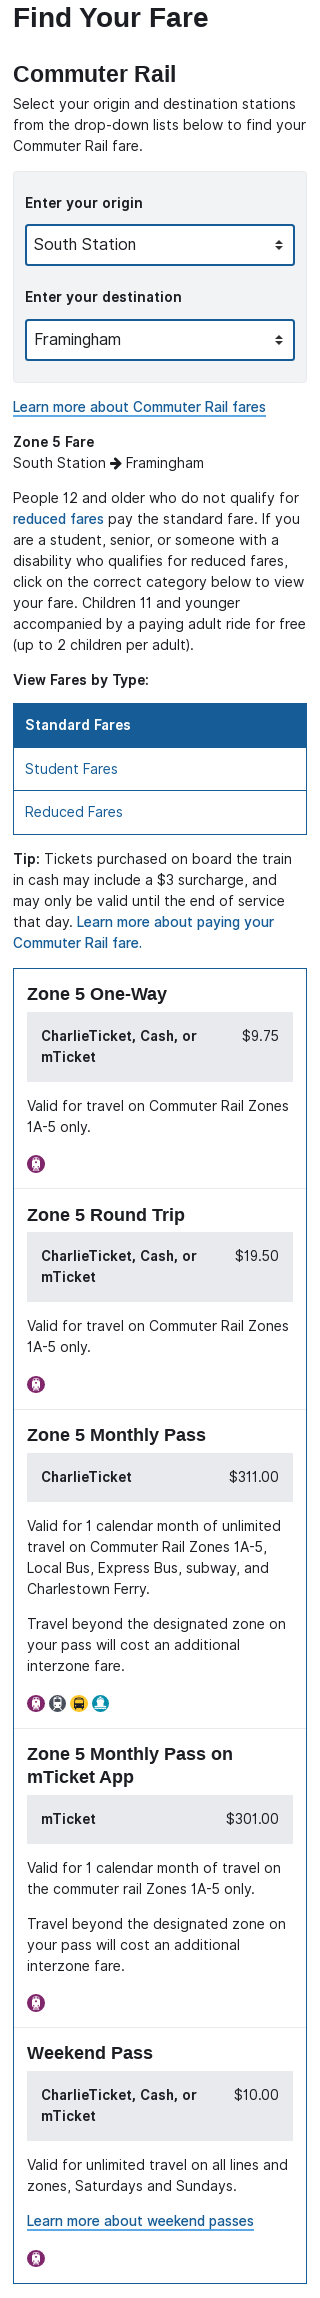 Find Your Fare
Commuter Rail
Select your origin and destination stations
from the drop-down lists below to find your
Commuter Rail fare.
Enter your origin
South Station
Enter your destination
Framingham
Learn more about Commuter Rail fares
Zone 5 Fare
South Station → Framingham
People 12 and older who do not qualify for
reduced fares pay the standard fare. If you
are a student, senior, or someone with a
disability who qualifies for reduced fares,
click on the correct category below to view
your fare. Children 11 and younger
accompanied by a paying adult ride for free
(up to 2 children per adult).
View Fares by Type:
Standard Fares
Student Fares
Reduced Fares
Tip: Tickets purchased on board the train
in cash may include a $3 surcharge, and
may only be valid until the end of service
that day. Learn more about paying your
Commuter Rail fare.
Zone 5 One-Way
CharlieTicket, Cash, or $9.75
mTicket
Valid for travel on Commuter Rail Zones
1A-5 only.
Zone 5 Round Trip
CharlieTicket, Cash, or $19.50
mTicket
Valid for travel on Commuter Rail Zones
1A-5 only.
Zone 5 Monthly Pass
CharlieTicket $311.00
Valid for 1 calendar month of unlimited
travel on Commuter Rail Zones 1A-5,
Local Bus, Express Bus, subway, and
Charlestown Ferry.
Travel beyond the designated zone on
your pass will cost an additional
interzone fare.
Zone 5 Monthly Pass on
mTicket App
mTicket $301.00
Valid for 1 calendar month of travel on
the commuter rail Zones 1A-5 only.
Travel beyond the designated zone on
your pass will cost an additional
interzone fare.
Weekend Pass
CharlieTicket, Cash, or $10.00
mTicket
Valid for unlimited travel on all lines and
zones, Saturdays and Sundays.
Learn more about weekend passes